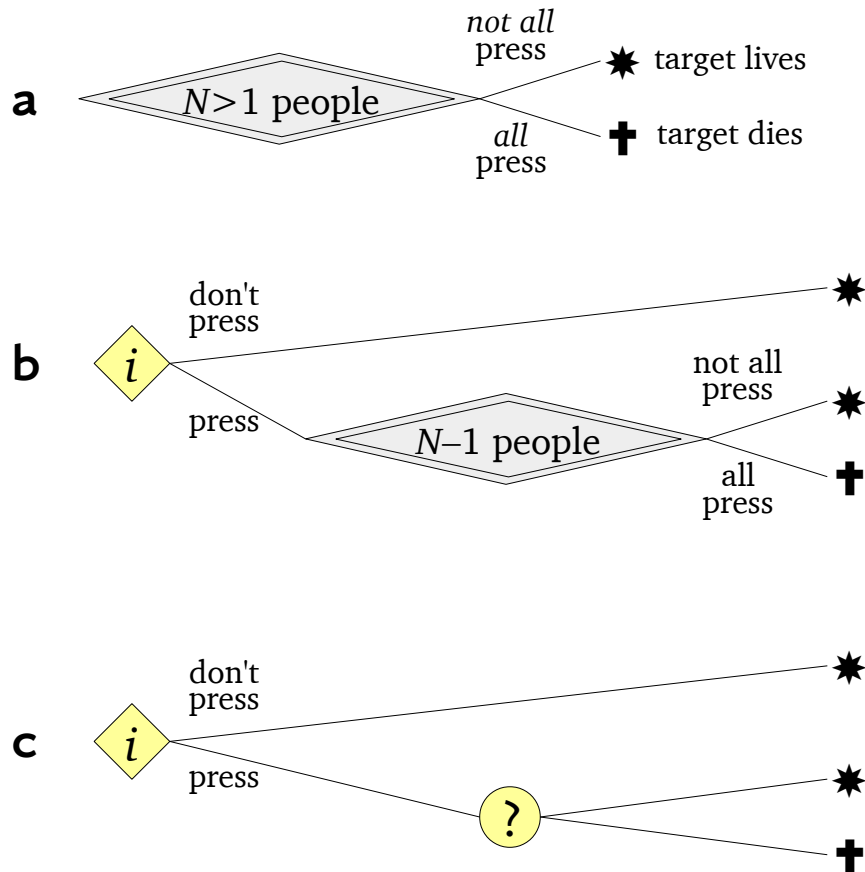 not all
press
target lives
a
N>1 people
all
press
target dies
don't
press
b
i
not all
press
press
N–1 people
all
press
don't
press
c
i
press
?